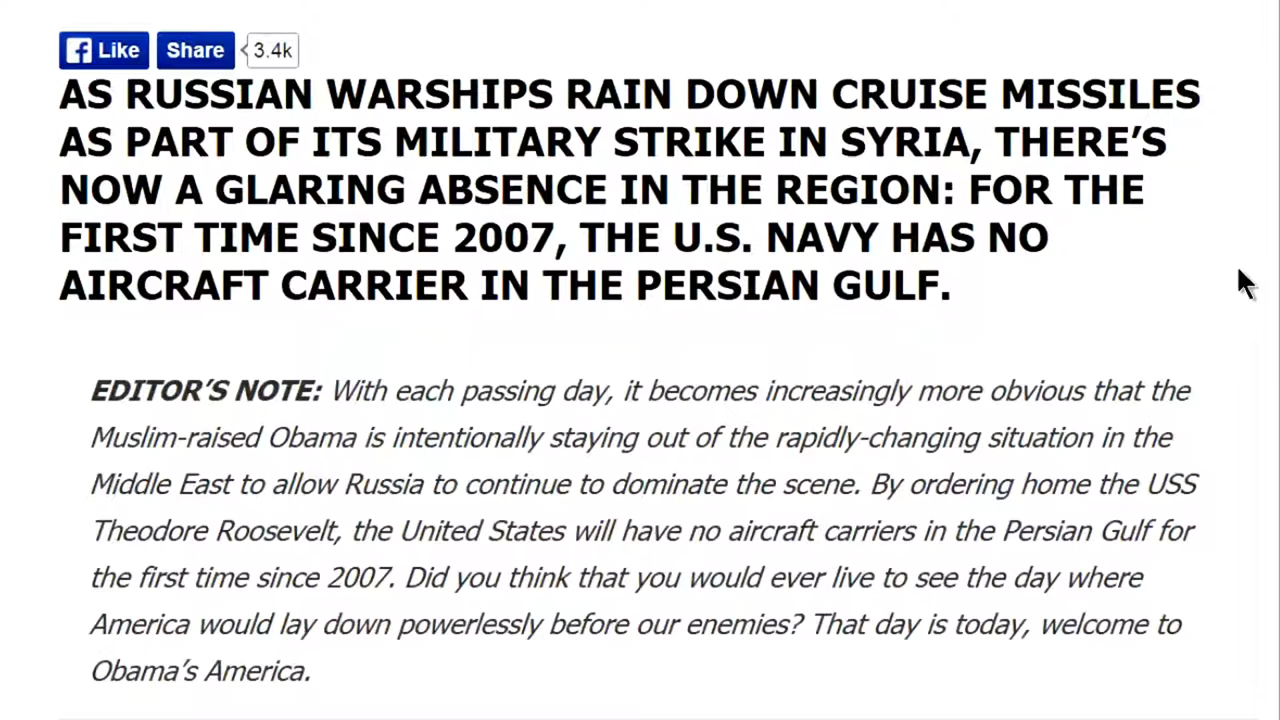 Like Share 3.4k
AS RUSSIAN WARSHIPS RAIN DOWN CRUISE MISSILES
AS PART OF ITS MILITARY STRIKE IN SYRIA, THERE’S
NOW A GLARING ABSENCE IN THE REGION: FOR THE
FIRST TIME SINCE 2007, THE U.S. NAVY HAS NO
AIRCRAFT CARRIER IN THE PERSIAN GULF.
EDITOR’S NOTE: With each passing day, it becomes increasingly more obvious that the
Muslim-raised Obama is intentionally staying out of the rapidly-changing situation in the
Middle East to allow Russia to continue to dominate the scene. By ordering home the USS
Theodore Roosevelt, the United States will have no aircraft carriers in the Persian Gulf for
the first time since 2007. Did you think that you would ever live to see the day where
America would lay down powerlessly before our enemies? That day is today, welcome to
Obama’s America.